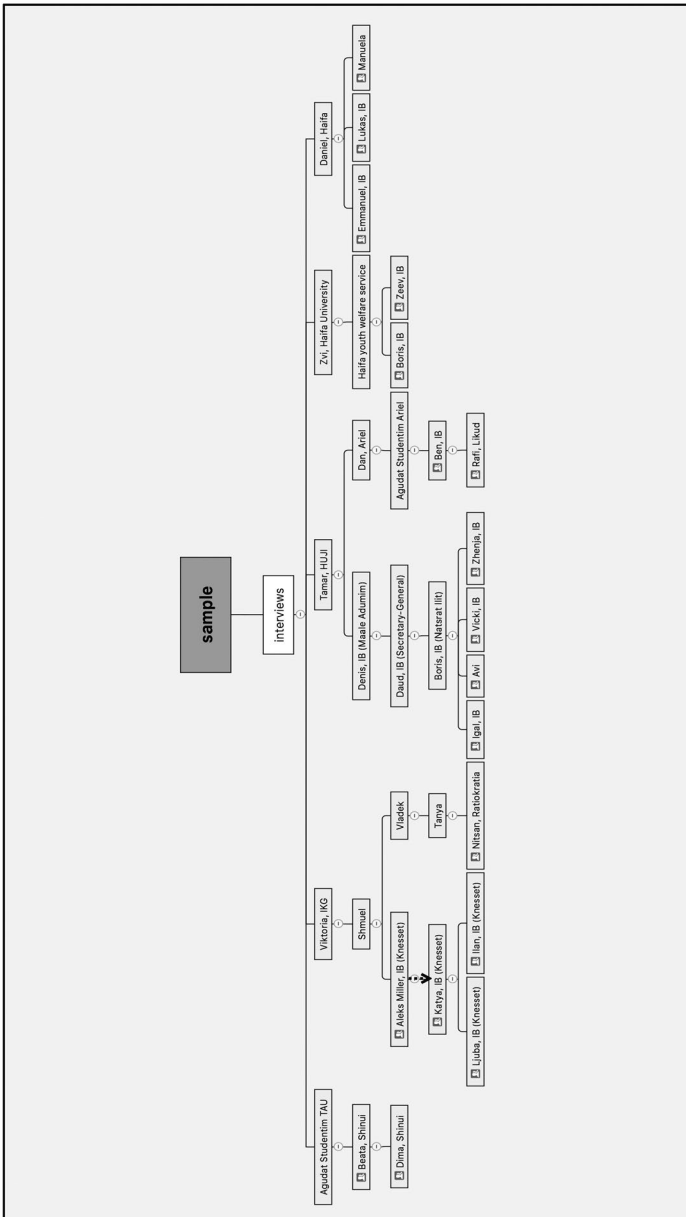 sample
interviews
Agudat Studentim TAU
Beata, Shinui
Dima, Shinui
Viktoria, IKG
Shmuel
Aleks Miller, IB (Knesset)
Katya, IB (Knesset)
Ljuba, IB (Knesset)
Ilan, IB (Knesset)
Vladek
Tanya
Nitsan, Ratiokratia
Tamar, HUJI
Denis, IB (Maale Adumim)
Daud, IB (Secretary-General)
Boris, IB (Natsrat Ilit)
Igal, IB
Avi
Vicki, IB
Zhenja, IB
Dan, Ariel
Agudat Studentim Ariel
Ben, IB
Rafi, Likud
Zvi, Haifa University
Haifa youth welfare service
Boris, IB
Zeev, IB
Daniel, Haifa
Emmanuel, IB
Lukas, IB
Manuela